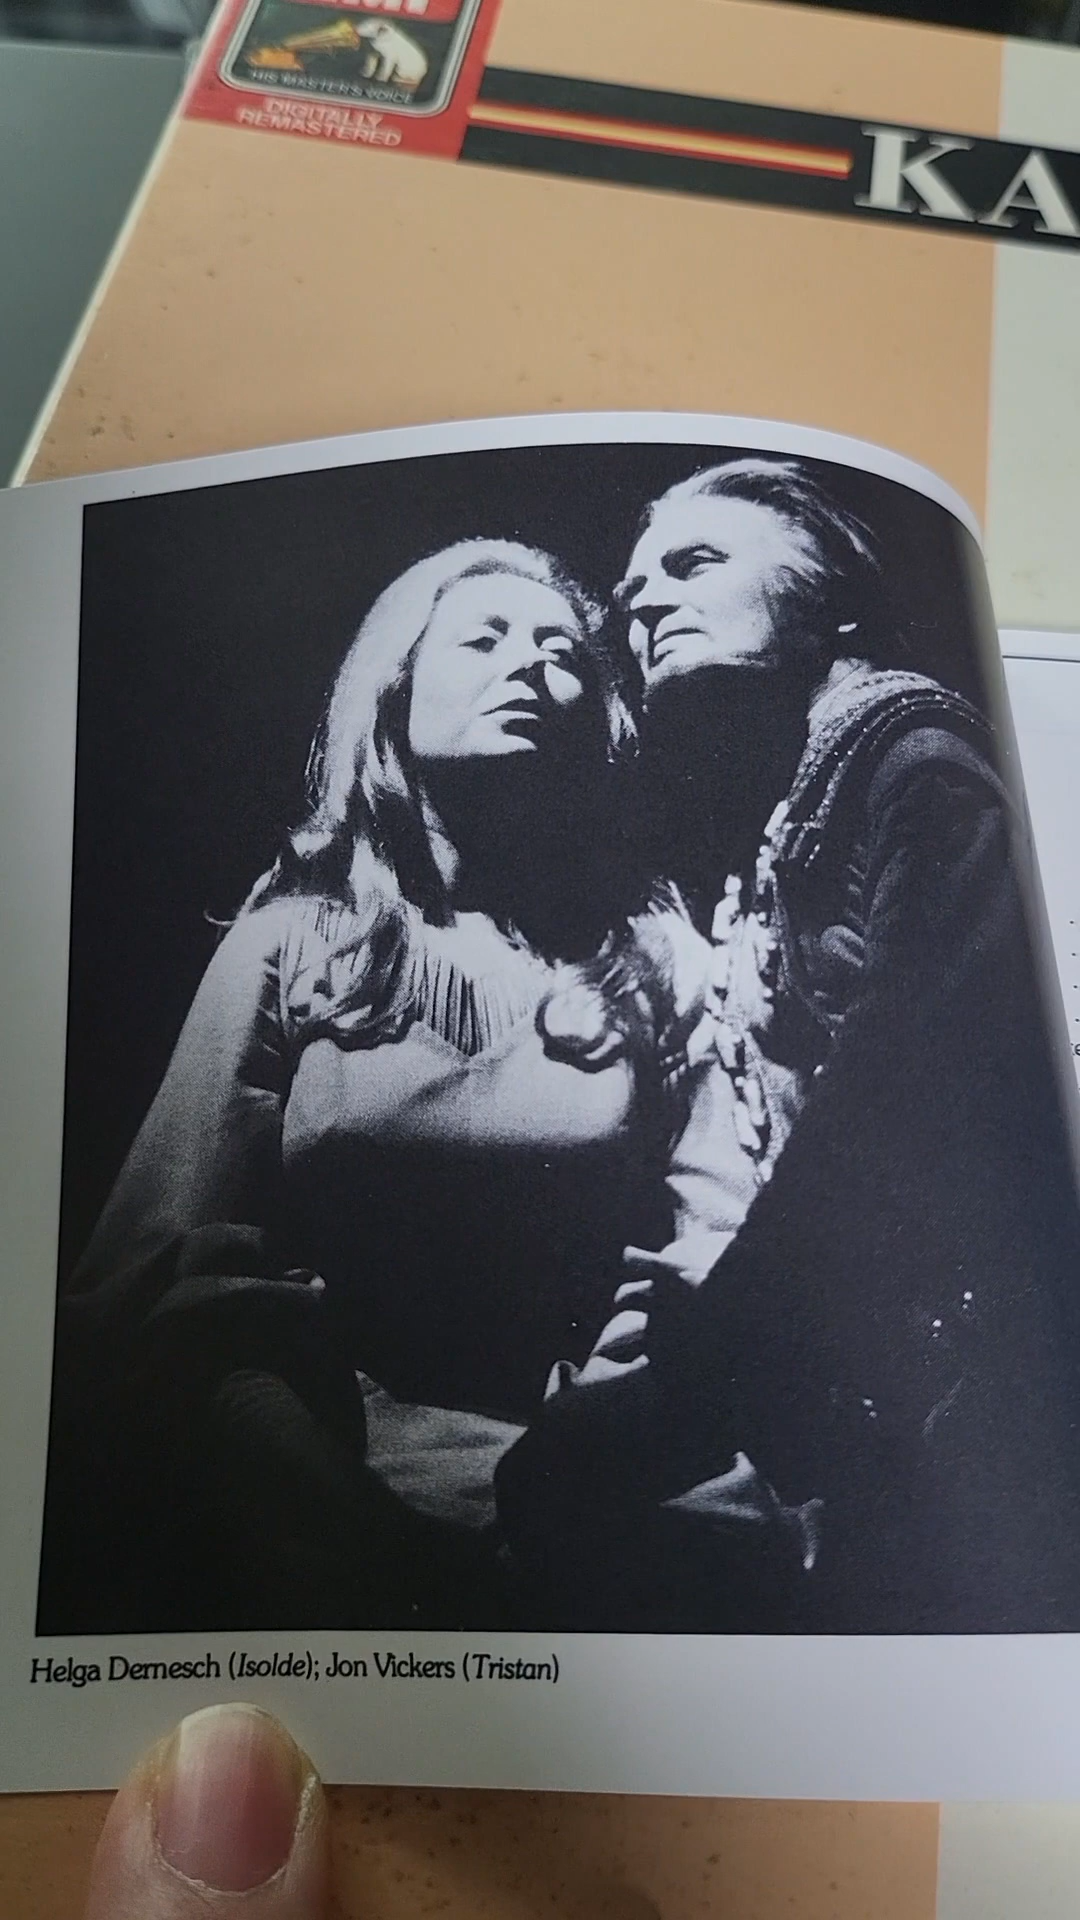 HIS MASTER'S VOICE
DIGITALLY
REMASTERED
KA
Helga Dernesch (Isolde); Jon Vickers (Tristan)